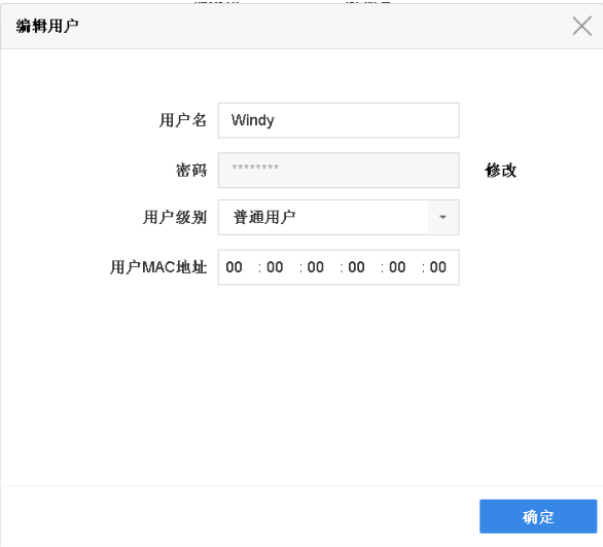 编辑用户
用户名 Windy
密码 ******** 修改
用户级别 普通用户
用户MAC地址 00 : 00 : 00 : 00 : 00 : 00
确定